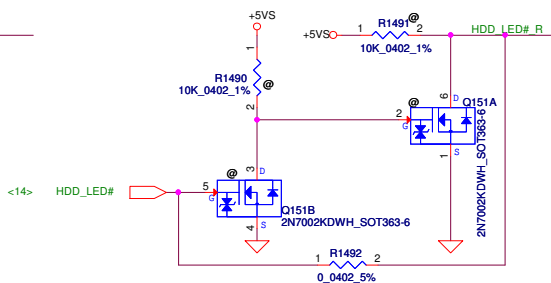 +5VS
+5VS
1
R1491
@
2
HDD_LED#_R
10K_0402_1%
1
R1490
10K_0402_1%
@
2
@
6
D
Q151A
2
G
S
1
2N7002KDWH_SOT363-6
@
3
D
<14>
HDD_LED#
5
G
Q151B
2N7002KDWH_SOT363-6
4
S
1
R1492
2
0_0402_5%